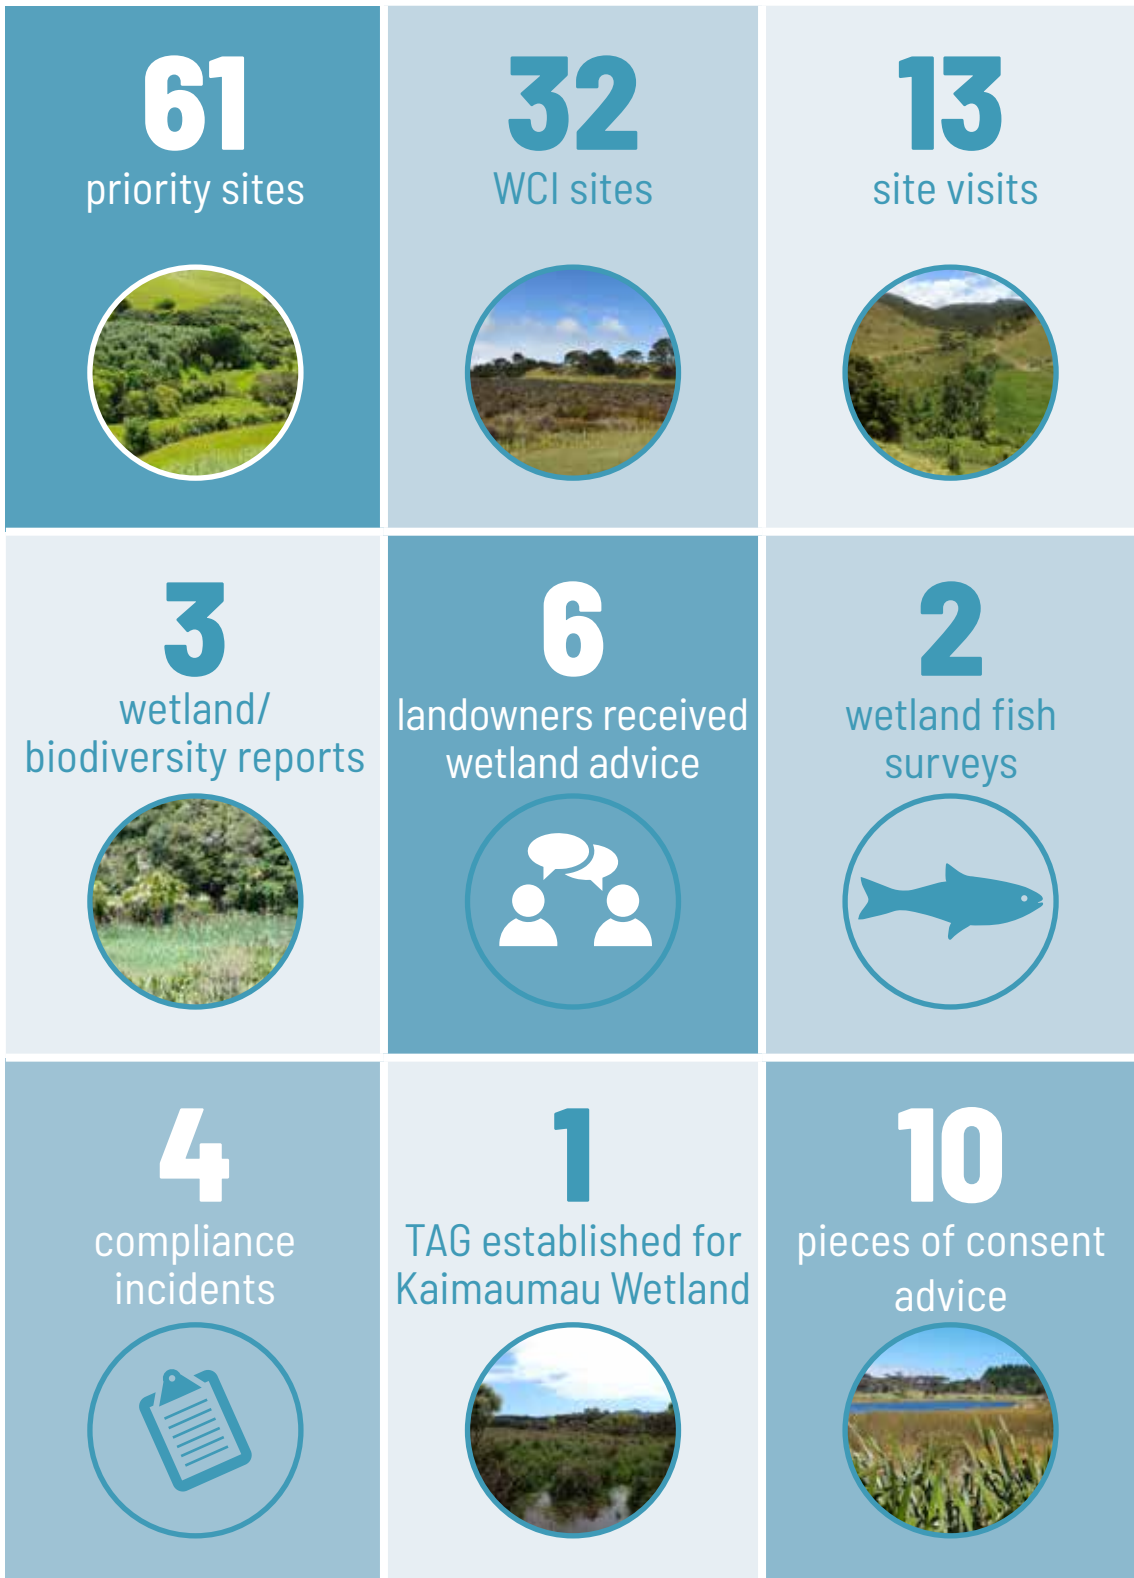 61
priority sites
32
WCI sites
13
site visits
3
wetland/
biodiversity reports
6
landowners received
wetland advice
2
wetland fish
surveys
4
compliance
incidents
1
TAG established for
Kaimaumau Wetland
10
pieces of consent
advice